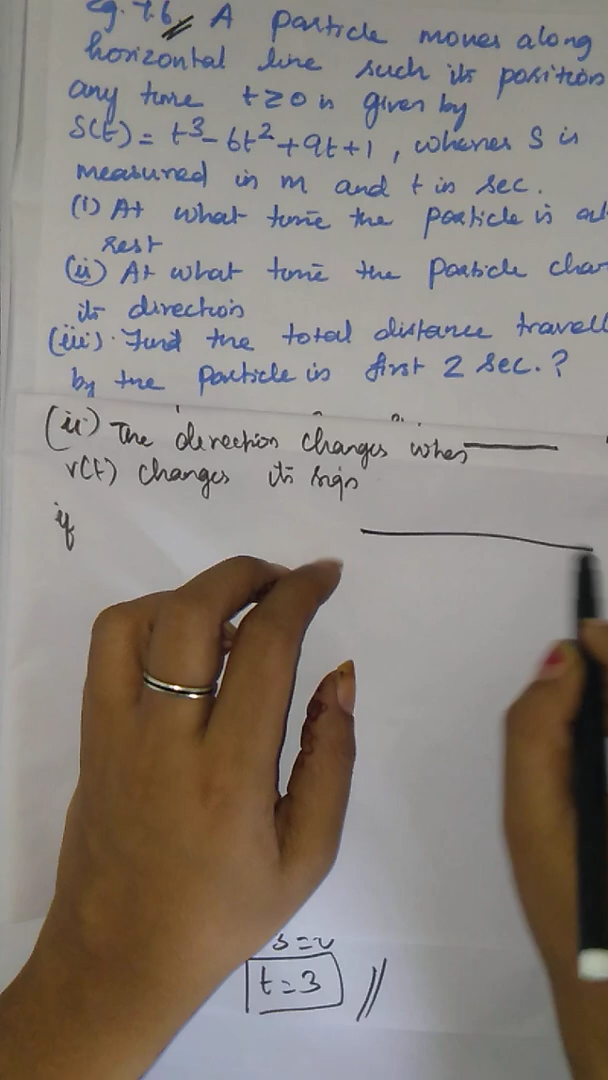 Eg. 7.6 A particle moves along
horizontal line such its position
any time t≥0 is given by
S(t) = t³-6t²+9t+1, wheres S is
measured in m and t in sec.
(i) At what time the particle is at
rest
(ii) At what time the particle cha
its direction
(iii). Find the total distance travell
by the particle in first 2 sec.?
(ii) The direction changes when
v(t) changes its sign
if
t=3